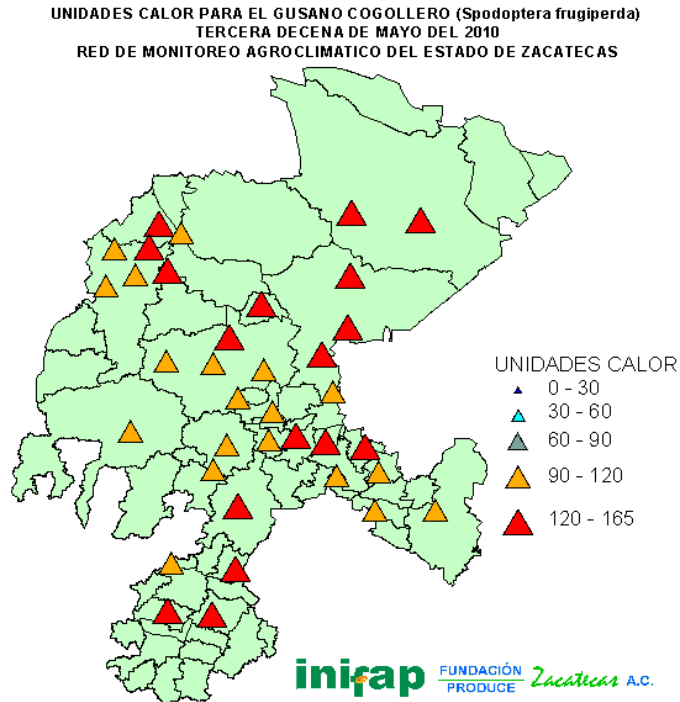 UNIDADES CALOR PARA EL GUSANO COGOLLERO (Spodoptera frugiperda)
TERCERA DECENA DE MAYO DEL 2010
RED DE MONITOREO AGROCLIMATICO DEL ESTADO DE ZACATECAS
UNIDADES CALOR
0 - 30
30 - 60
60 - 90
90 - 120
120 - 165
inifap
FUNDACIÓN
PRODUCE
Zacatecas A.C.